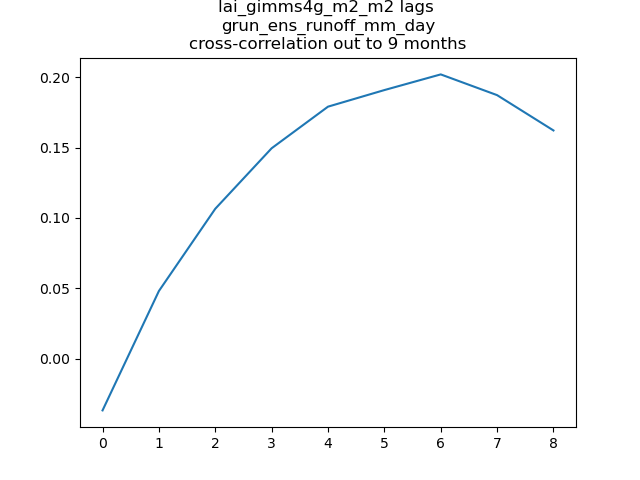 lai_gimms4g_m2_m2 lags
grun_ens_runoff_mm_day
cross-correlation out to 9 months
0.20
0.15
0.10
0.05
0.00
0 1 2 3 4 5 6 7 8